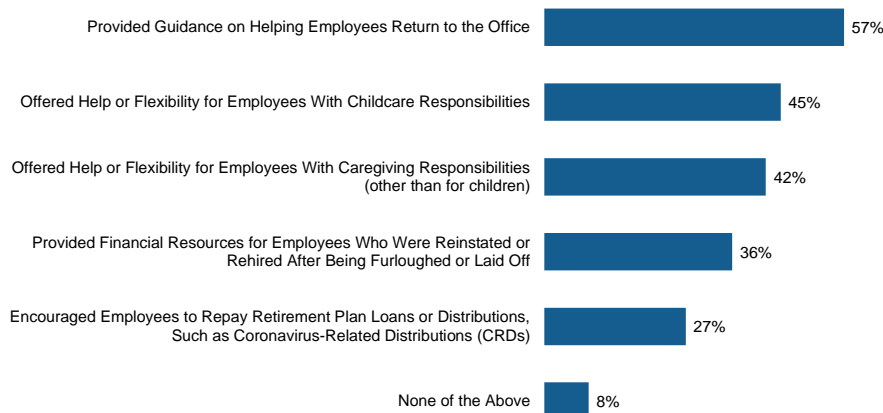 Provided Guidance on Helping Employees Return to the Office
57%
Offered Help or Flexibility for Employees With Childcare Responsibilities
45%
Offered Help or Flexibility for Employees With Caregiving Responsibilities
(other than for children)
42%
Provided Financial Resources for Employees Who Were Reinstated or
Rehired After Being Furloughed or Laid Off
36%
Encouraged Employees to Repay Retirement Plan Loans or Distributions,
Such as Coronavirus-Related Distributions (CRDs)
27%
None of the Above
8%